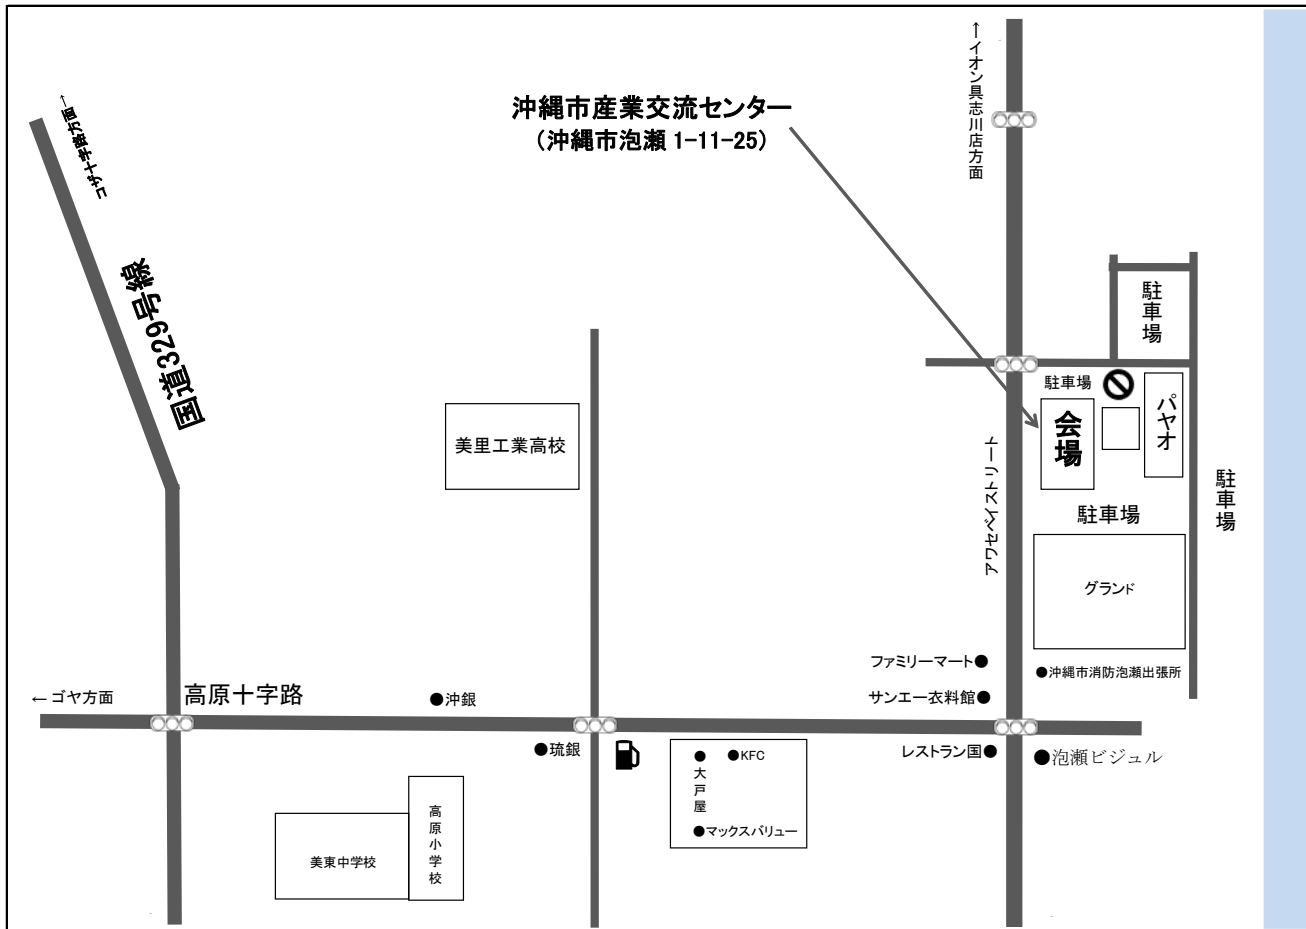 ↑イオン具志川店方面
コザ十字路方面→
沖縄市産業交流センター
（沖縄市泡瀬 1-11-25）
国道329号線
駐車場
駐車場
会場
パヤオ
美里工業高校
アワセベイストリート
駐車場
駐車場
グランド
ファミリーマート●
●沖縄市消防泡瀬出張所
←ゴヤ方面
高原十字路
●沖銀
サンエー衣料館●
●琉銀
●大戸屋
●KFC
●マックスバリュー
レストラン国●
●泡瀬ビジュル
高原小学校
美東中学校